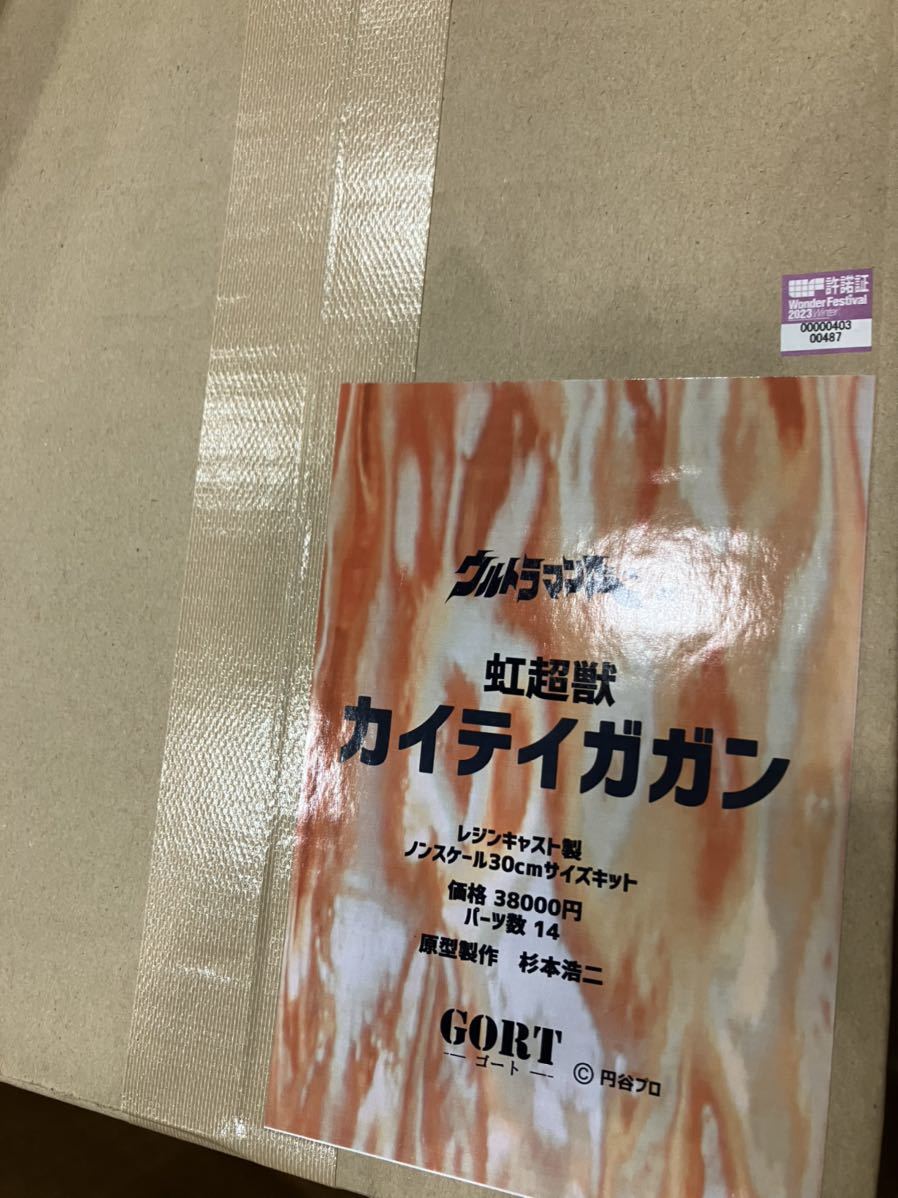 許諾証
Wonder Festival
2023 Winter
00000403
00487
ウルトラマン
虹超獣
カイテイガガン
レジンキャスト製
ノンスケール30cmサイズキット
価格 38000円
パーツ数 14
原型製作 杉本浩二
GORT
ゴート
© 円谷プロ